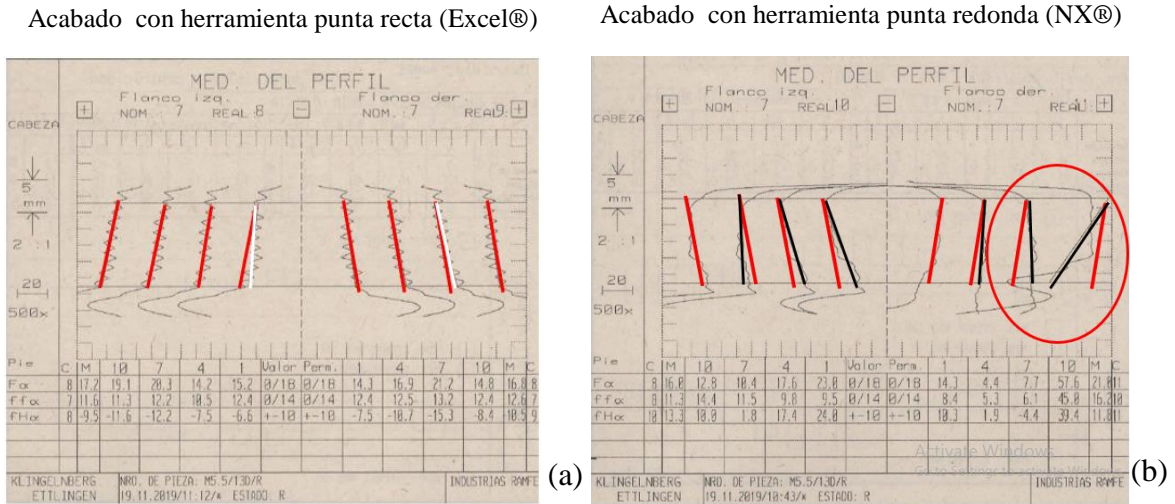 Acabado con herramienta punta recta (Excel®)
MED. DEL PERFIL
Flanco izq. Flanco der.
+ NOM.: 7 REAL: 8 - NOM.: 7 REAL: 9: +
CABEZA
5
mm
2 :1
20
500x
Pie C M 10 7 4 1 Valor Perm. 1 4 7 10 M C
Fα 8 17.2 19.1 20.3 14.2 15.2 0/18 0/18 14.3 16.9 21.2 14.8 16.8 8
ffα 7 11.6 11.3 12.2 10.5 12.4 0/14 0/14 12.4 12.5 13.2 12.4 12.6 7
fHα 8 -9.5 -11.6 -12.2 -7.5 -6.6 +-10 +-10 -7.5 -10.7 -15.3 -8.4 -10.5 9
KLINGELNBERG NRO. DE PIEZA: M5.5/13D/R INDUSTRIAS RAMFE
ETTLINGEN 19.11.2019/11:12/* ESTADO: R
(a)
Acabado con herramienta punta redonda (NX®)
MED. DEL PERFIL
Flanco izq. Flanco der.
+ NOM.: 7 REAL 10 - NOM.: 7 REAL +
CABEZA
5
mm
2 :1
20
500x
Pie C M 10 7 4 1 Valor Perm. 1 4 7 10 M C
Fα 8 16.0 12.8 10.4 17.6 23.0 0/18 0/18 14.3 4.4 7.7 57.6 21.0 11
ffα 8 11.3 14.4 11.5 9.8 9.5 0/14 0/14 8.4 5.3 6.1 45.0 16.2 10
fHα 10 13.3 10.0 1.8 17.4 24.0 +-10 +-10 10.3 1.9 -4.4 39.4 11.8
Activate Windows
Go to Settings to activate Windows
KLINGELNBERG NRO. DE PIEZA: M5.5/13D/R INDUSTRIAS RAMFE
ETTLINGEN 19.11.2019/10:43/* ESTADO: R
(b)